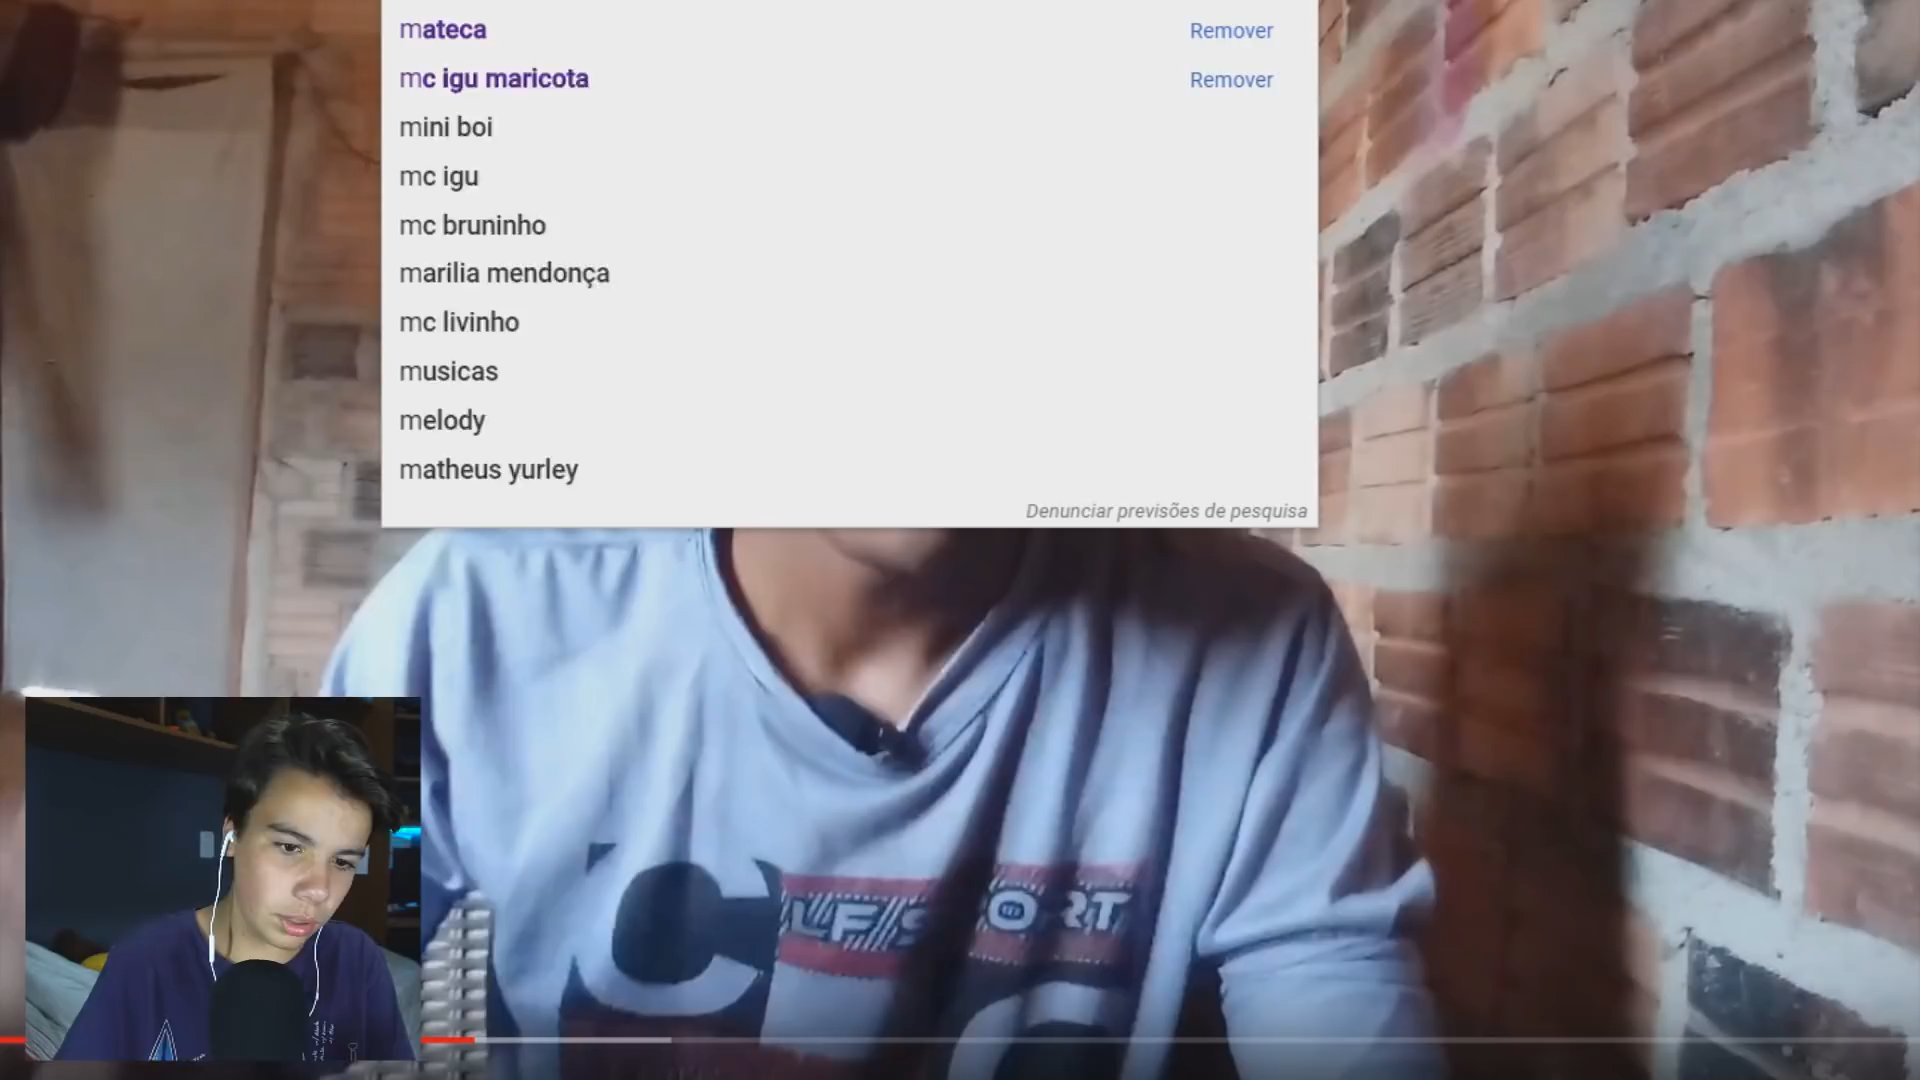 mateca Remover
mc igu maricota Remover
mini boi
mc igu
mc bruninho
marilia mendonça
mc livinho
musicas
melody
matheus yurley
Denunciar previsões de pesquisa